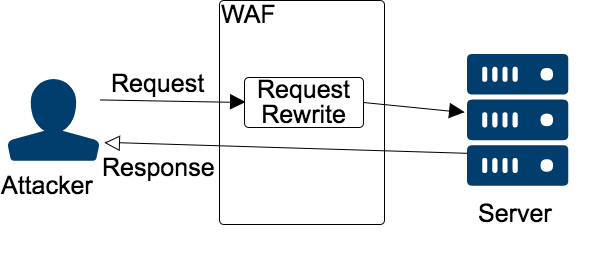 WAF
Request
Request
Rewrite
Response
Attacker
Server